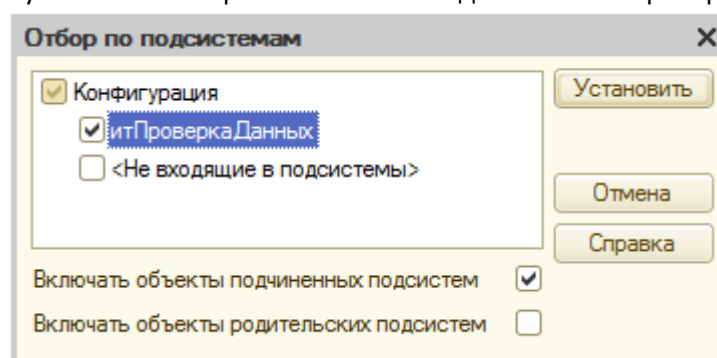 Отбор по подсистемам
Конфигурация
Установить
итПроверкаДанных
<Не входящие в подсистемы>
Отмена
Справка
Включать объекты подчиненных подсистем
Включать объекты родительских подсистем